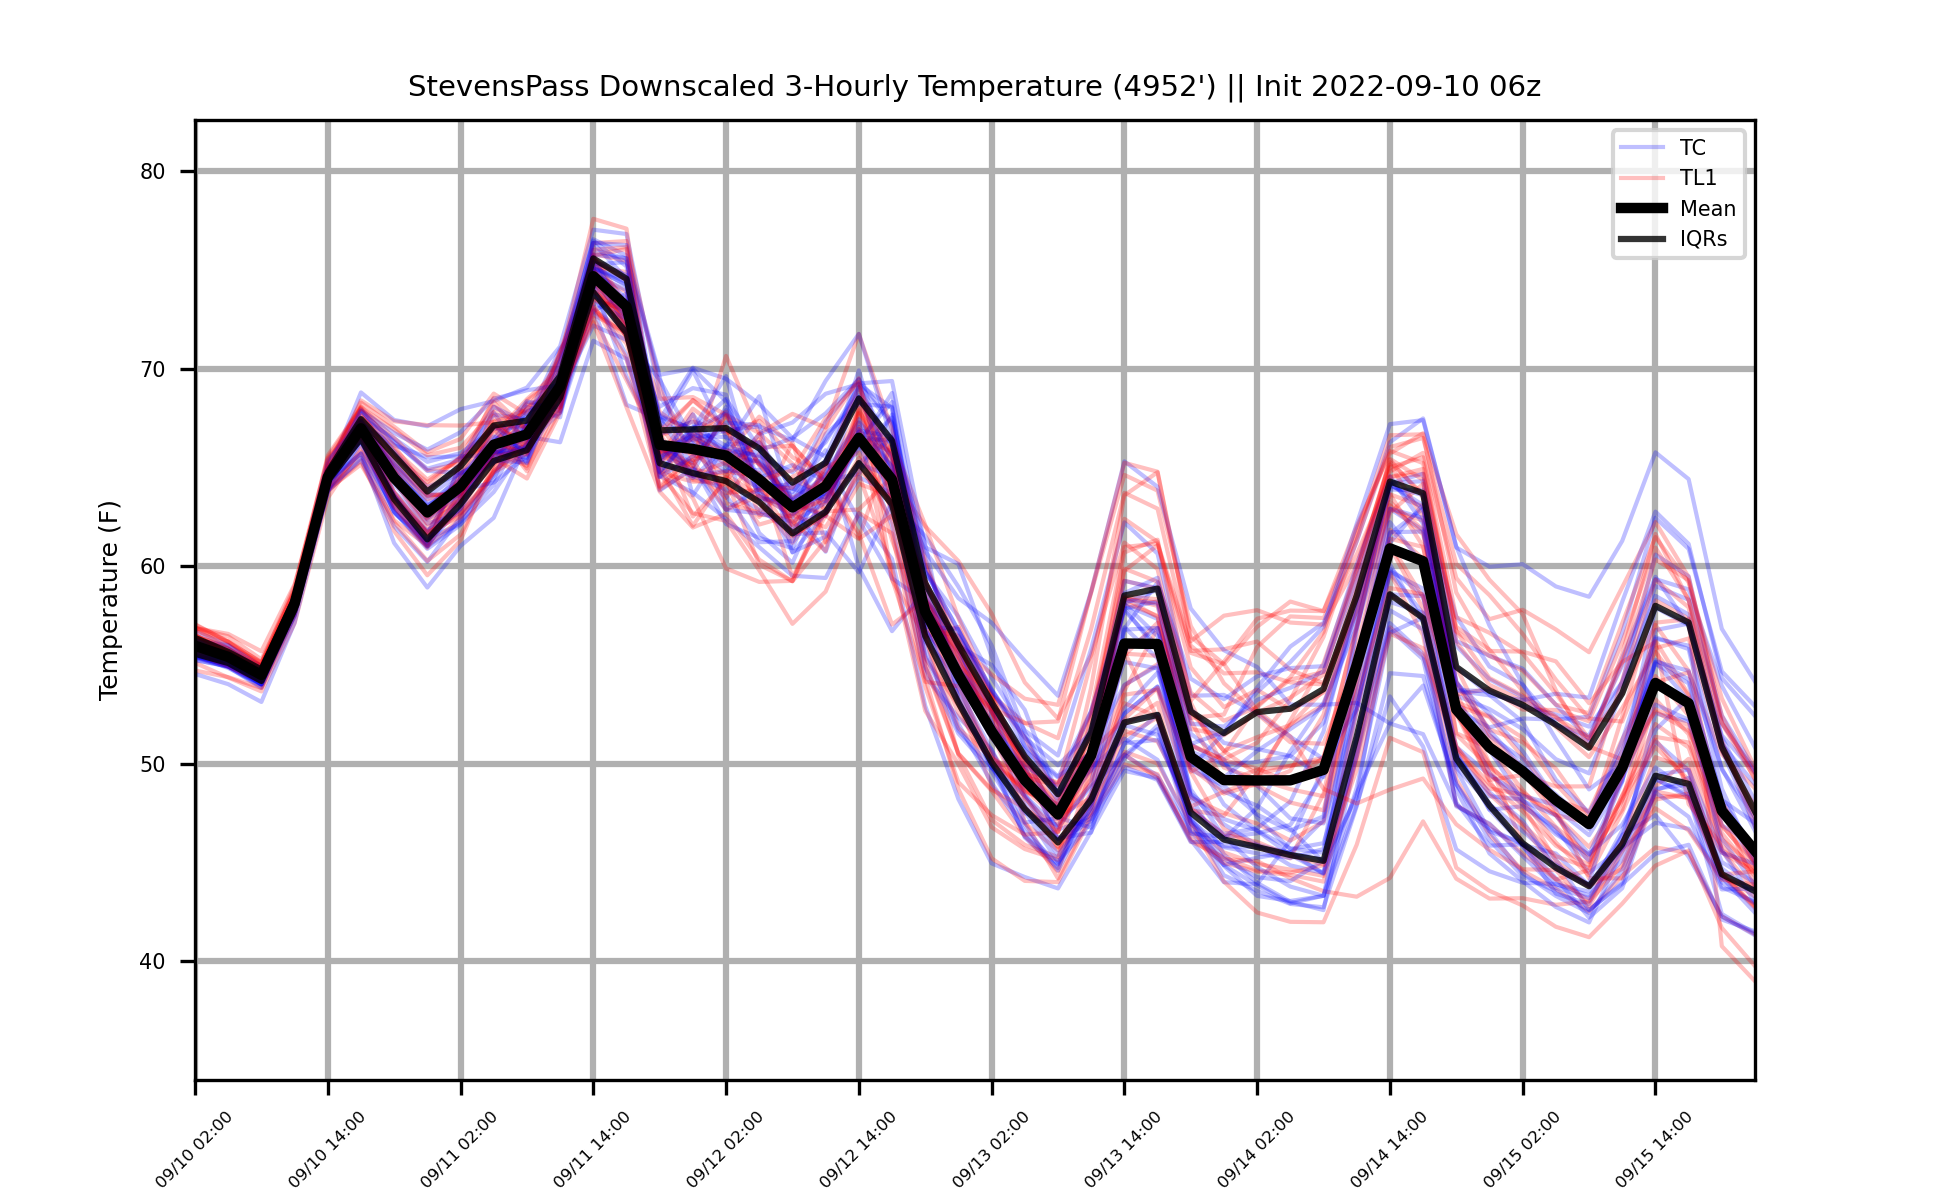 StevensPass Downscaled 3-Hourly Temperature (4952') || Init 2022-09-10 06z
TC
TL1
Mean
IQRs
Temperature (F)
80
70
60
50
40
09/10 02:00
09/10 14:00
09/11 02:00
09/11 14:00
09/12 02:00
09/12 14:00
09/13 02:00
09/13 14:00
09/14 02:00
09/14 14:00
09/15 02:00
09/15 14:00